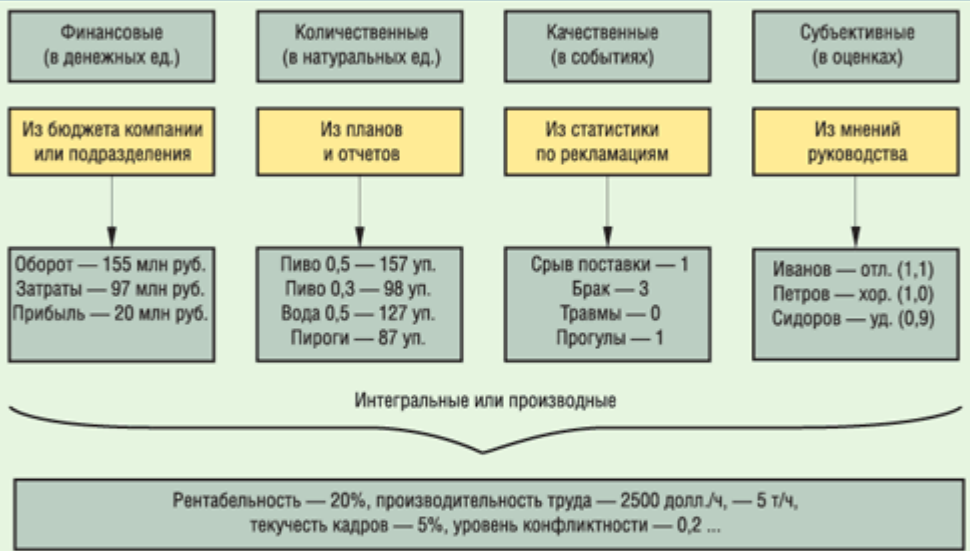 Финансовые
(в денежных ед.)
Количественные
(в натуральных ед.)
Качественные
(в событиях)
Субъективные
(в оценках)
Из бюджета компании
или подразделения
Из планов
и отчетов
Из статистики
по рекламациям
Из мнений
руководства
Оборот — 155 млн руб.
Затраты — 97 млн руб.
Прибыль — 20 млн руб.
Пиво 0,5 — 157 уп.
Пиво 0,3 — 98 уп.
Вода 0,5 — 127 уп.
Пироги — 87 уп.
Срыв поставки — 1
Брак — 3
Травмы — 0
Прогулы — 1
Иванов — отл. (1,1)
Петров — хор. (1,0)
Сидоров — уд. (0,9)
Интегральные или производные
Рентабельность — 20%, производительность труда — 2500 долл./ч, — 5 т/ч,
текучесть кадров — 5%, уровень конфликтности — 0,2 ...